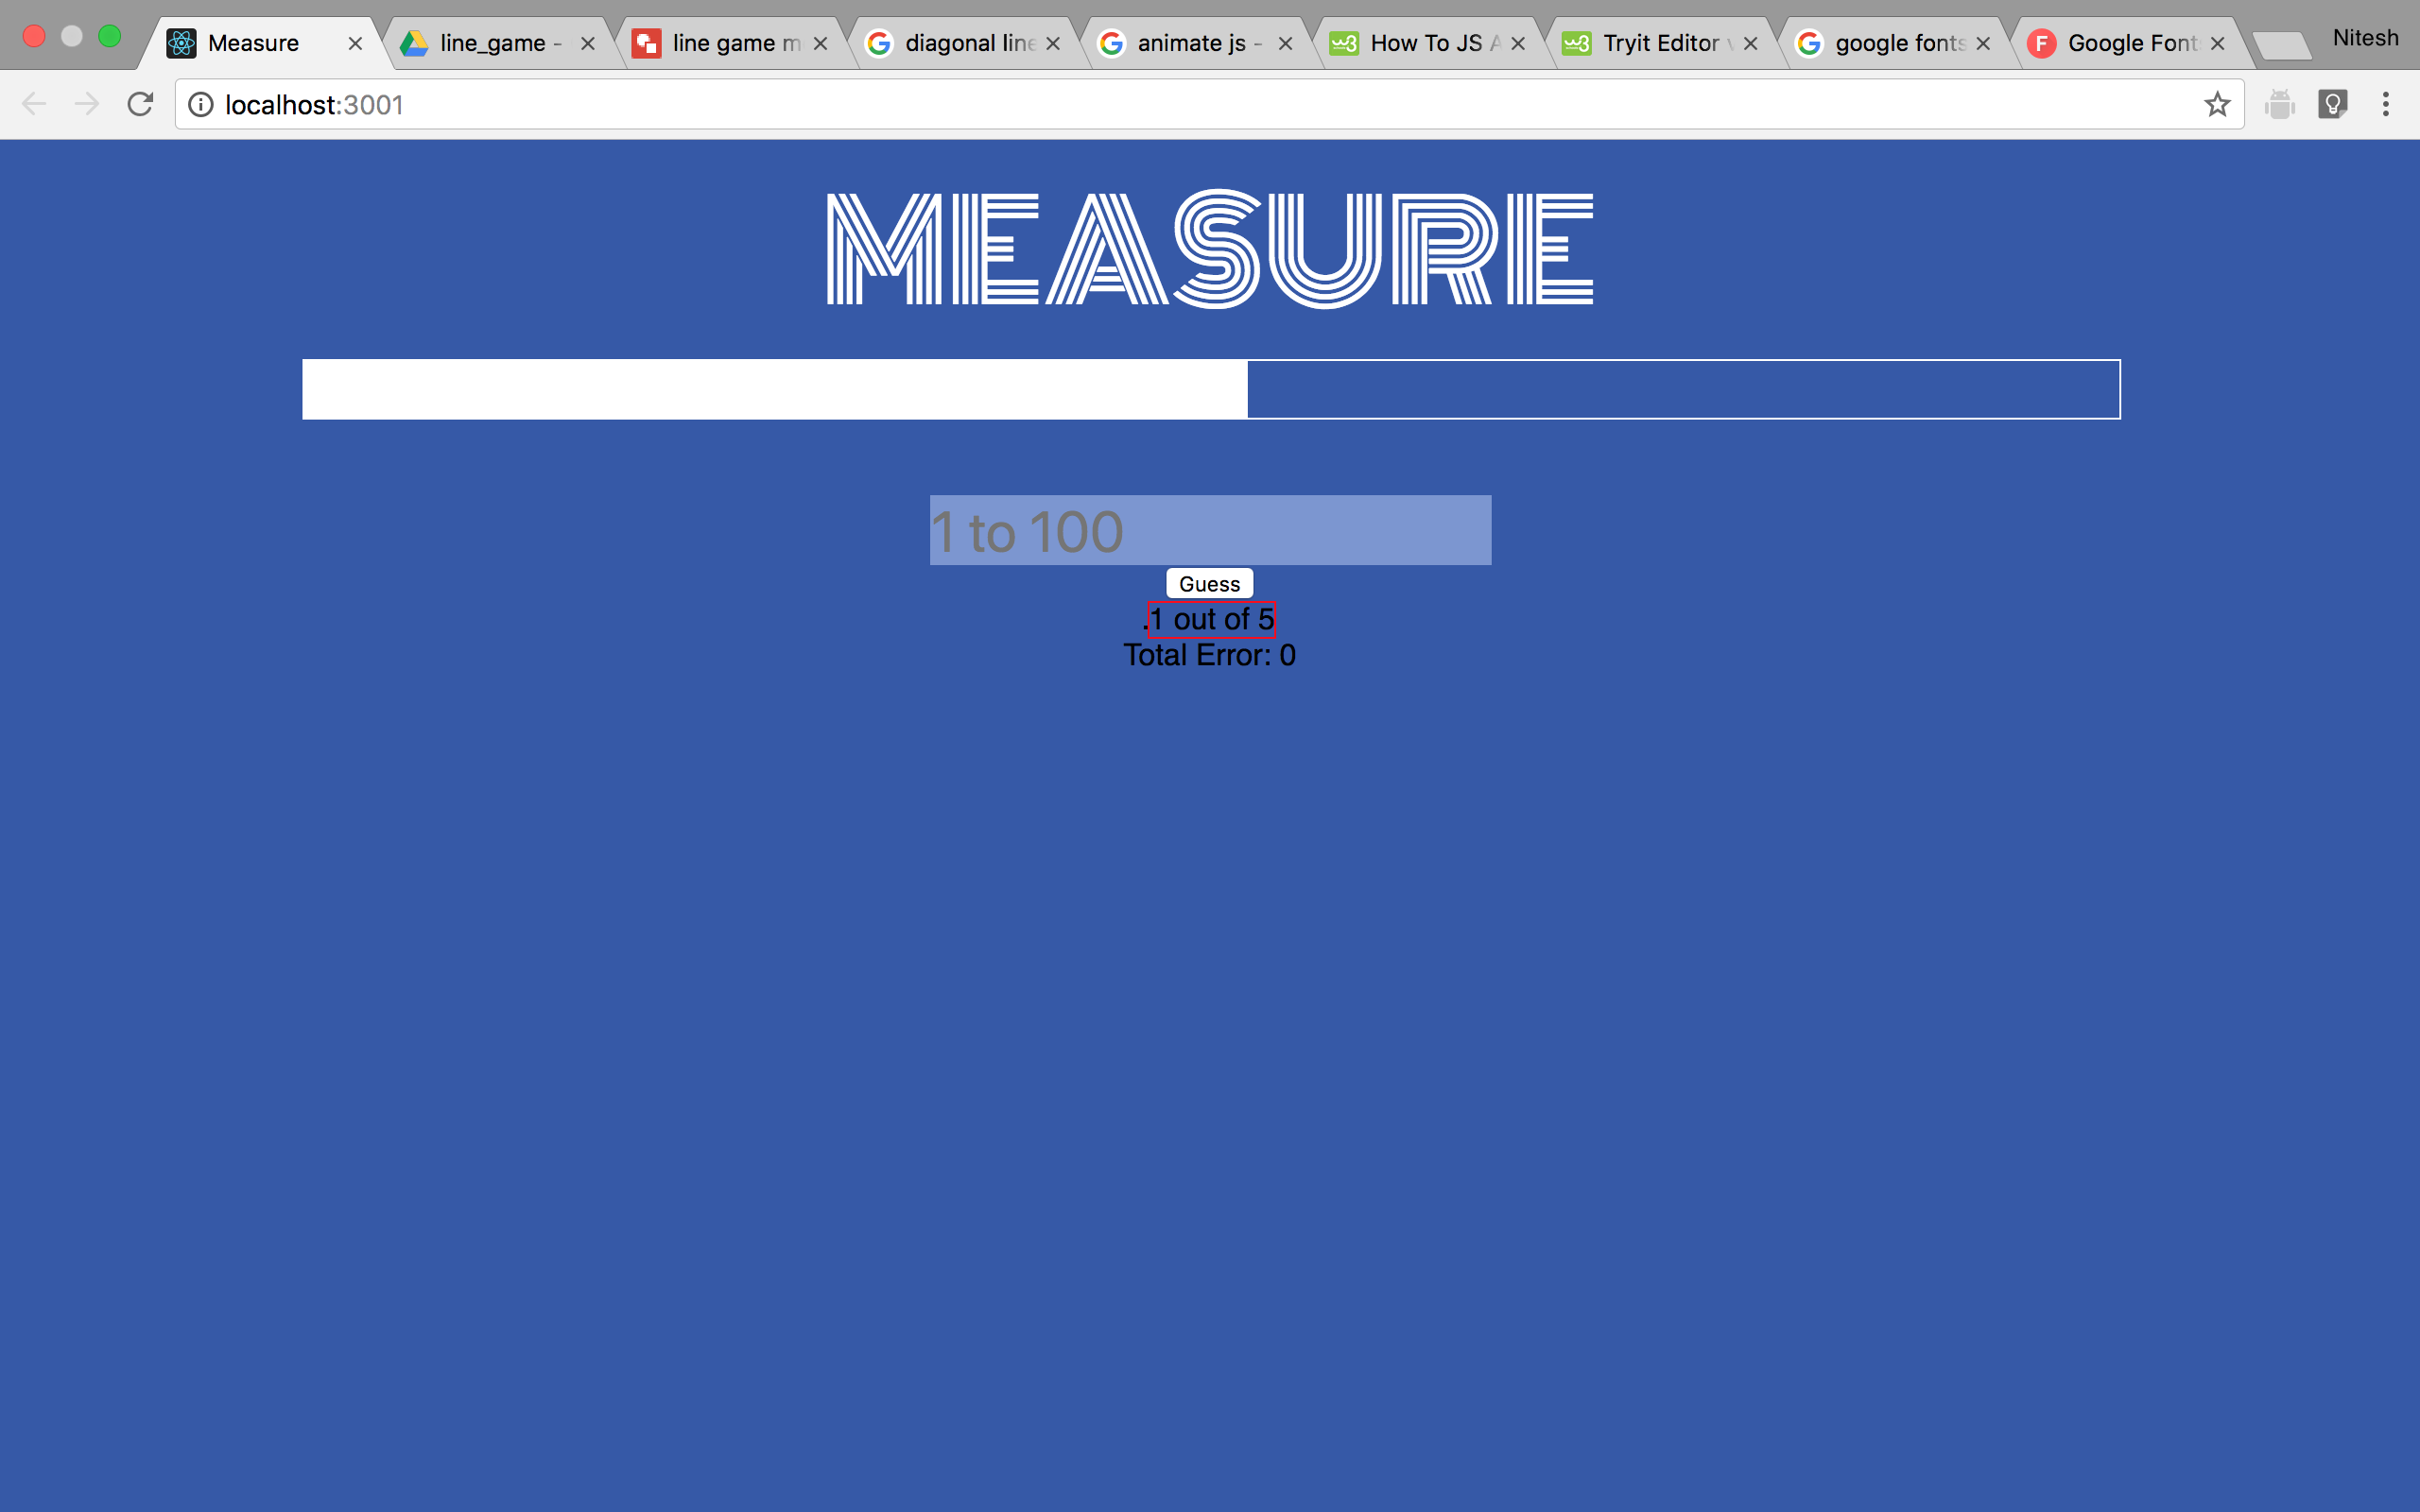 Measure
line_game -
line game m
diagonal line
animate js -
How To JS A
Tryit Editor v
google fonts
Google Font
Nitesh
localhost:3001
MEASURE
1 to 100
Guess
.1 out of 5
Total Error: 0